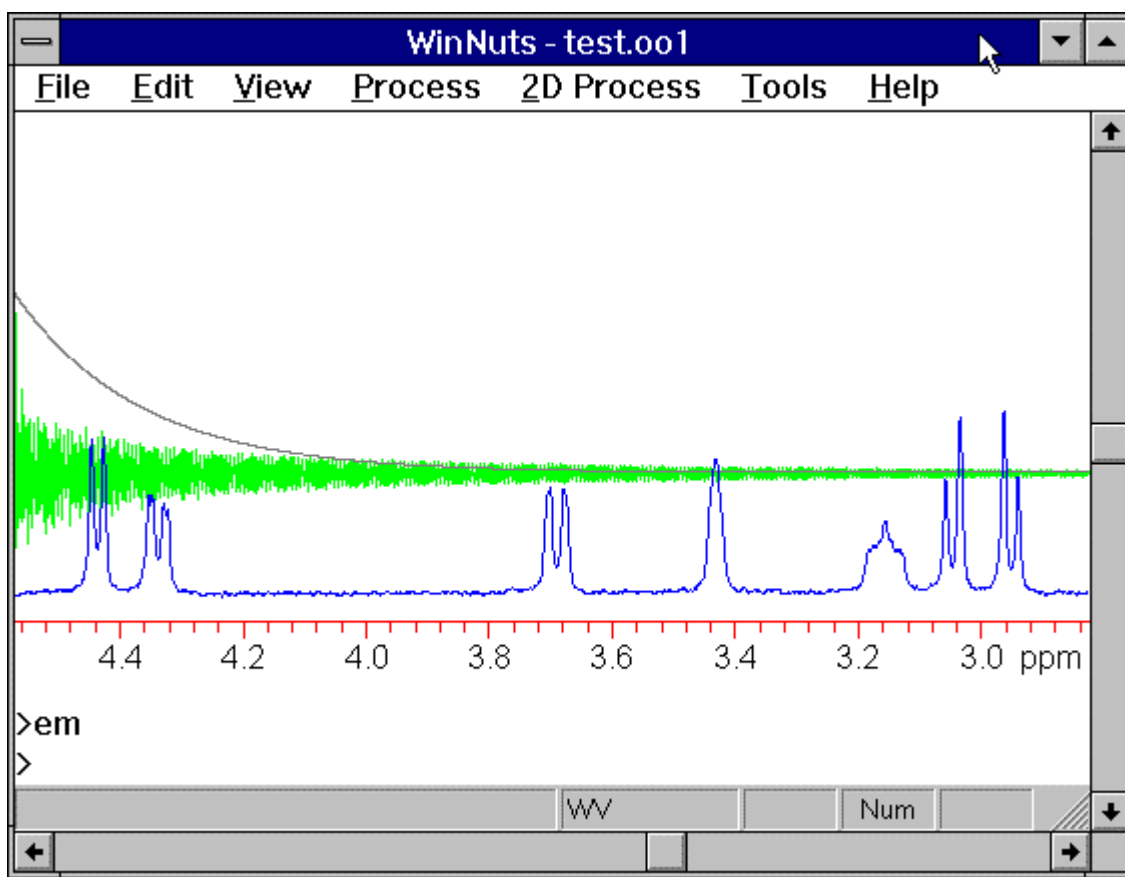 WinNuts - test.oo1
File Edit View Process 2D Process Tools Help
4.4 4.2 4.0 3.8 3.6 3.4 3.2 3.0 ppm
>em
>
WV Num